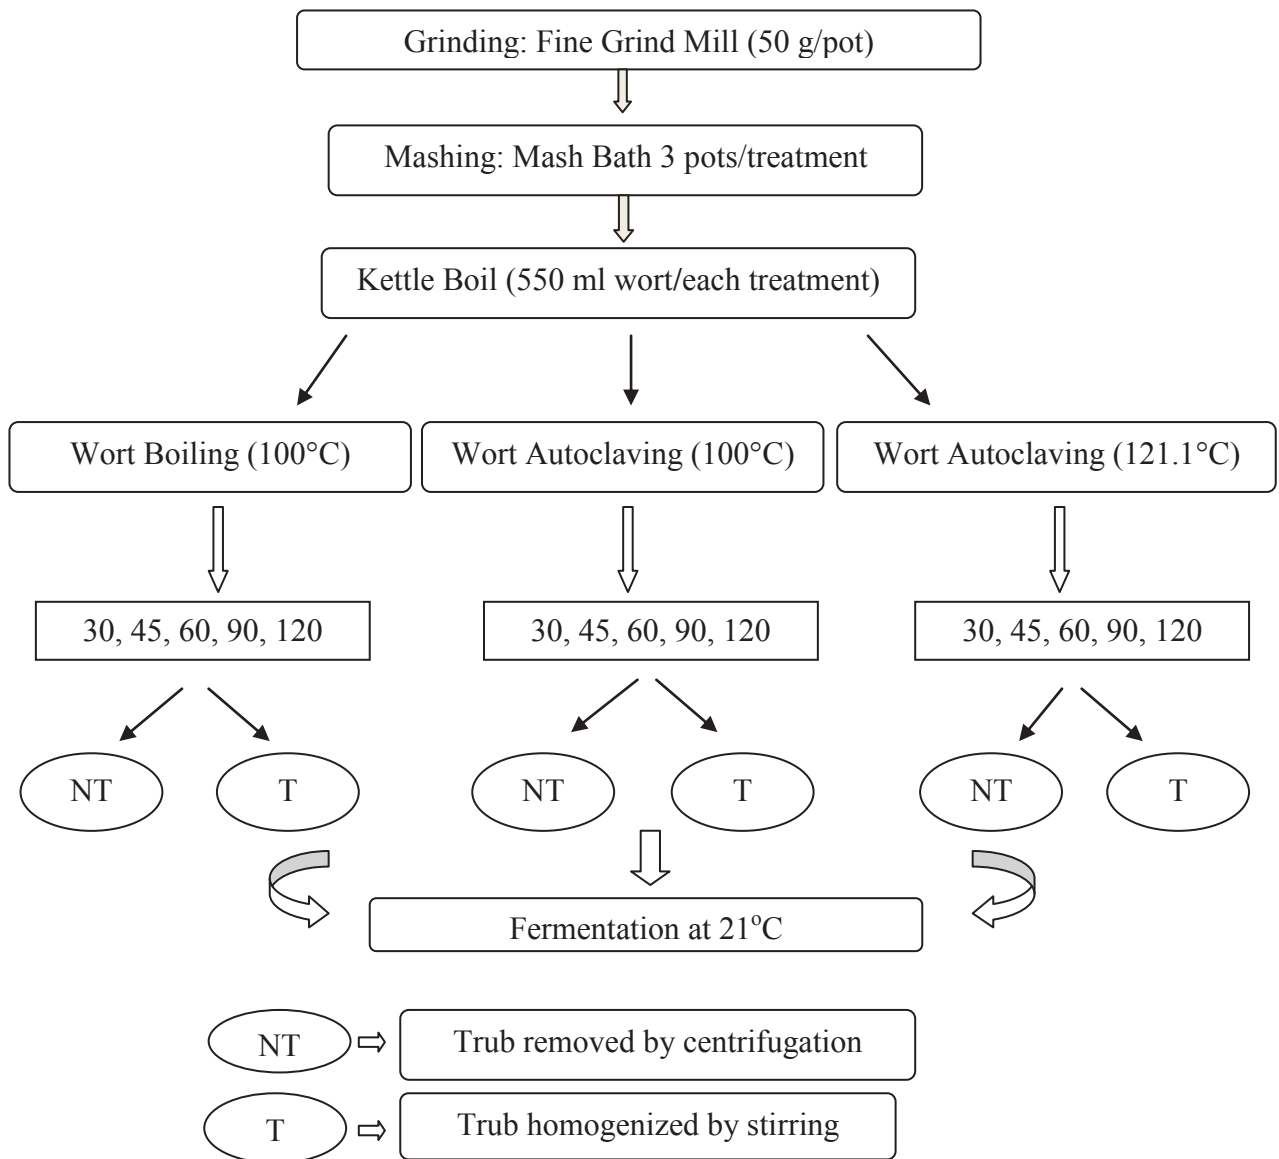 Grinding: Fine Grind Mill (50 g/pot)
Mashing: Mash Bath 3 pots/treatment
Kettle Boil (550 ml wort/each treatment)
Wort Boiling (100°C)
Wort Autoclaving (100°C)
Wort Autoclaving (121.1°C)
30, 45, 60, 90, 120
30, 45, 60, 90, 120
30, 45, 60, 90, 120
NT
T
NT
T
NT
T
Fermentation at 21°C
NT
Trub removed by centrifugation
T
Trub homogenized by stirring